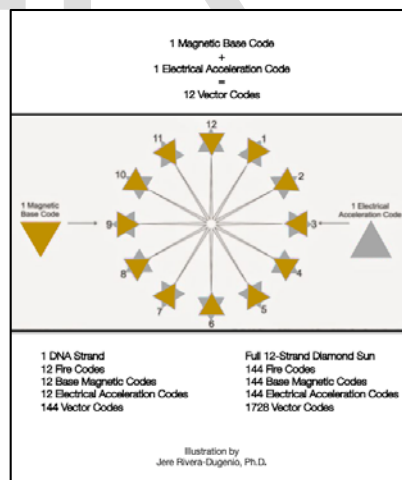 1 Magnetic Base Code
+
1 Electrical Acceleration Code
=
12 Vector Codes
12
11
1
10
2
1 Magnetic
Base Code
1 Electrical
Acceleration Code
9
3
8
4
7
5
6
1 DNA Strand
12 Fire Codes
12 Base Magnetic Codes
12 Electrical Acceleration Codes
144 Vector Codes
Full 12-Strand Diamond Sun
144 Fire Codes
144 Base Magnetic Codes
144 Electrical Acceleration Codes
1728 Vector Codes
Illustration by
Jere Rivera-Dugenio, Ph.D.